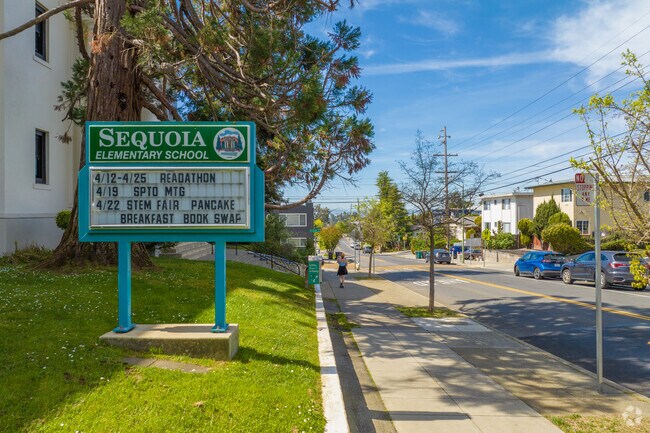 SEQUOIA
ELEMENTARY SCHOOL
4/12-4/25 READATHON
4/19 SPTO MTG
4/22 STEM FAIR PANCAKE
BREAKFAST BOOK SWAP